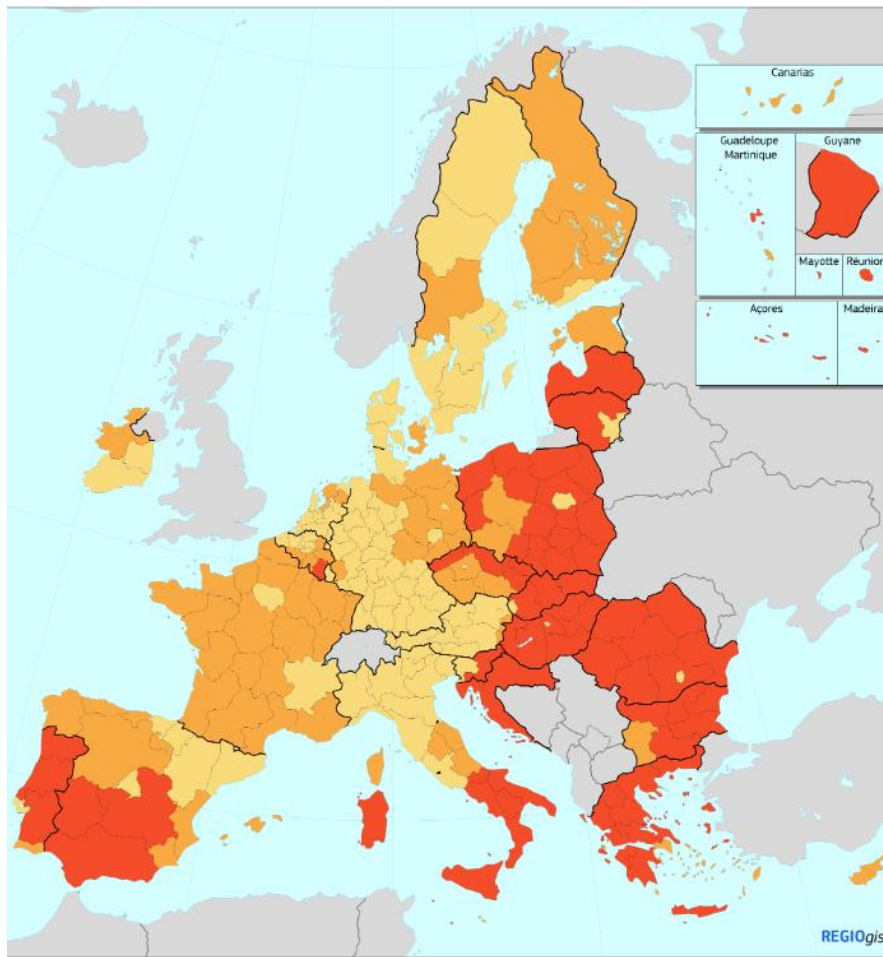 Canarias
Guadeloupe
Martinique
Guyane
Mayotte
Réunion
Açores
Madeira
REGIOgis